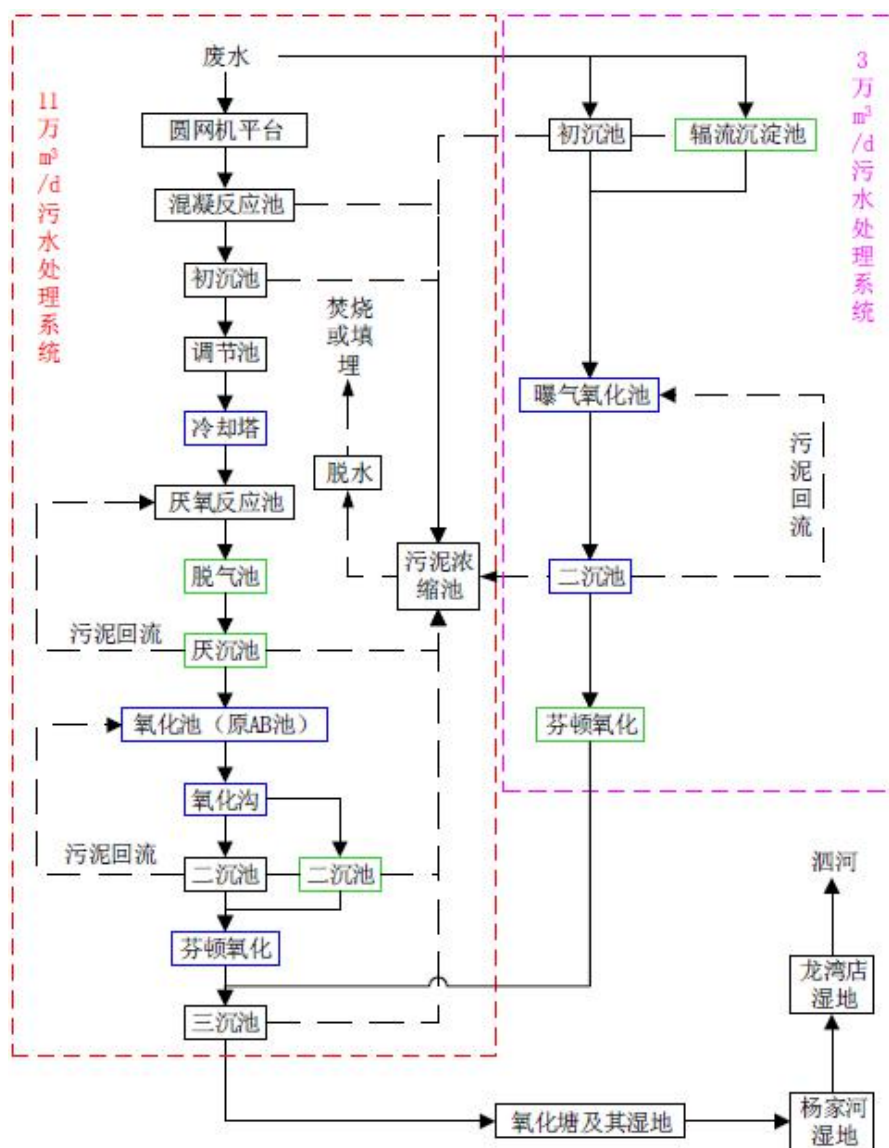 废水
11
万
m³
/d
污
水
处
理
系
统
圆网机平台
混凝反应池
初沉池
调节池
冷却塔
厌氧反应池
脱气池
污泥回流
厌沉池
氧化池（原AB池）
氧化沟
污泥回流
二沉池
二沉池
芬顿氧化
三沉池
焚烧
或填
埋
脱水
污泥浓
缩池
3
万
m³
/d
污
水
处
理
系
统
初沉池
辐流沉淀池
曝气氧化池
污
泥
回
流
二沉池
芬顿氧化
泗河
龙湾店
湿地
杨家河
湿地
氧化塘及其湿地